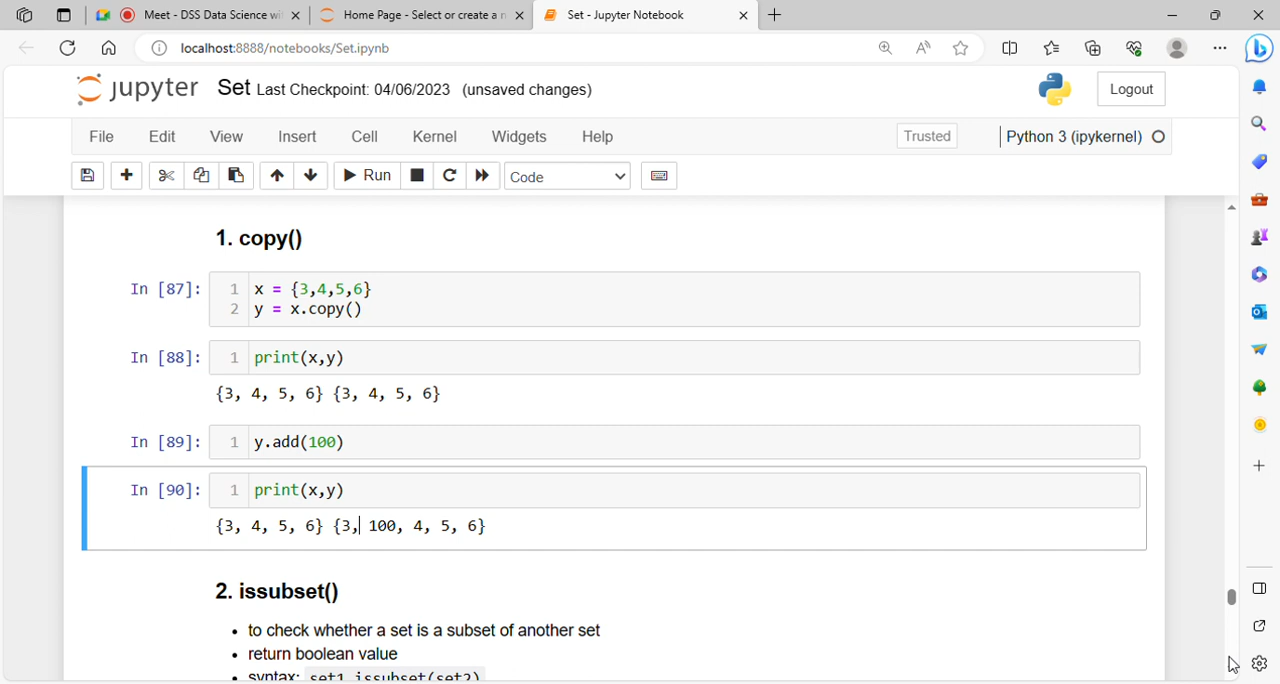 Meet - DSS Data Science wi
Home Page - Select or create a n
Set - Jupyter Notebook
localhost:8888/notebooks/Set.ipynb
jupyter Set Last Checkpoint: 04/06/2023 (unsaved changes)
Logout
File Edit View Insert Cell Kernel Widgets Help
Trusted
Python 3 (ipykernel)
Run
Code
1. copy()
In [87]:
1 x = {3,4,5,6}
2 y = x.copy()
In [88]:
1 print(x,y)
{3, 4, 5, 6} {3, 4, 5, 6}
In [89]:
1 y.add(100)
In [90]:
1 print(x,y)
{3, 4, 5, 6} {3, 100, 4, 5, 6}
2. issubset()
• to check whether a set is a subset of another set
• return boolean value
• syntax: set1.issubset(set2)